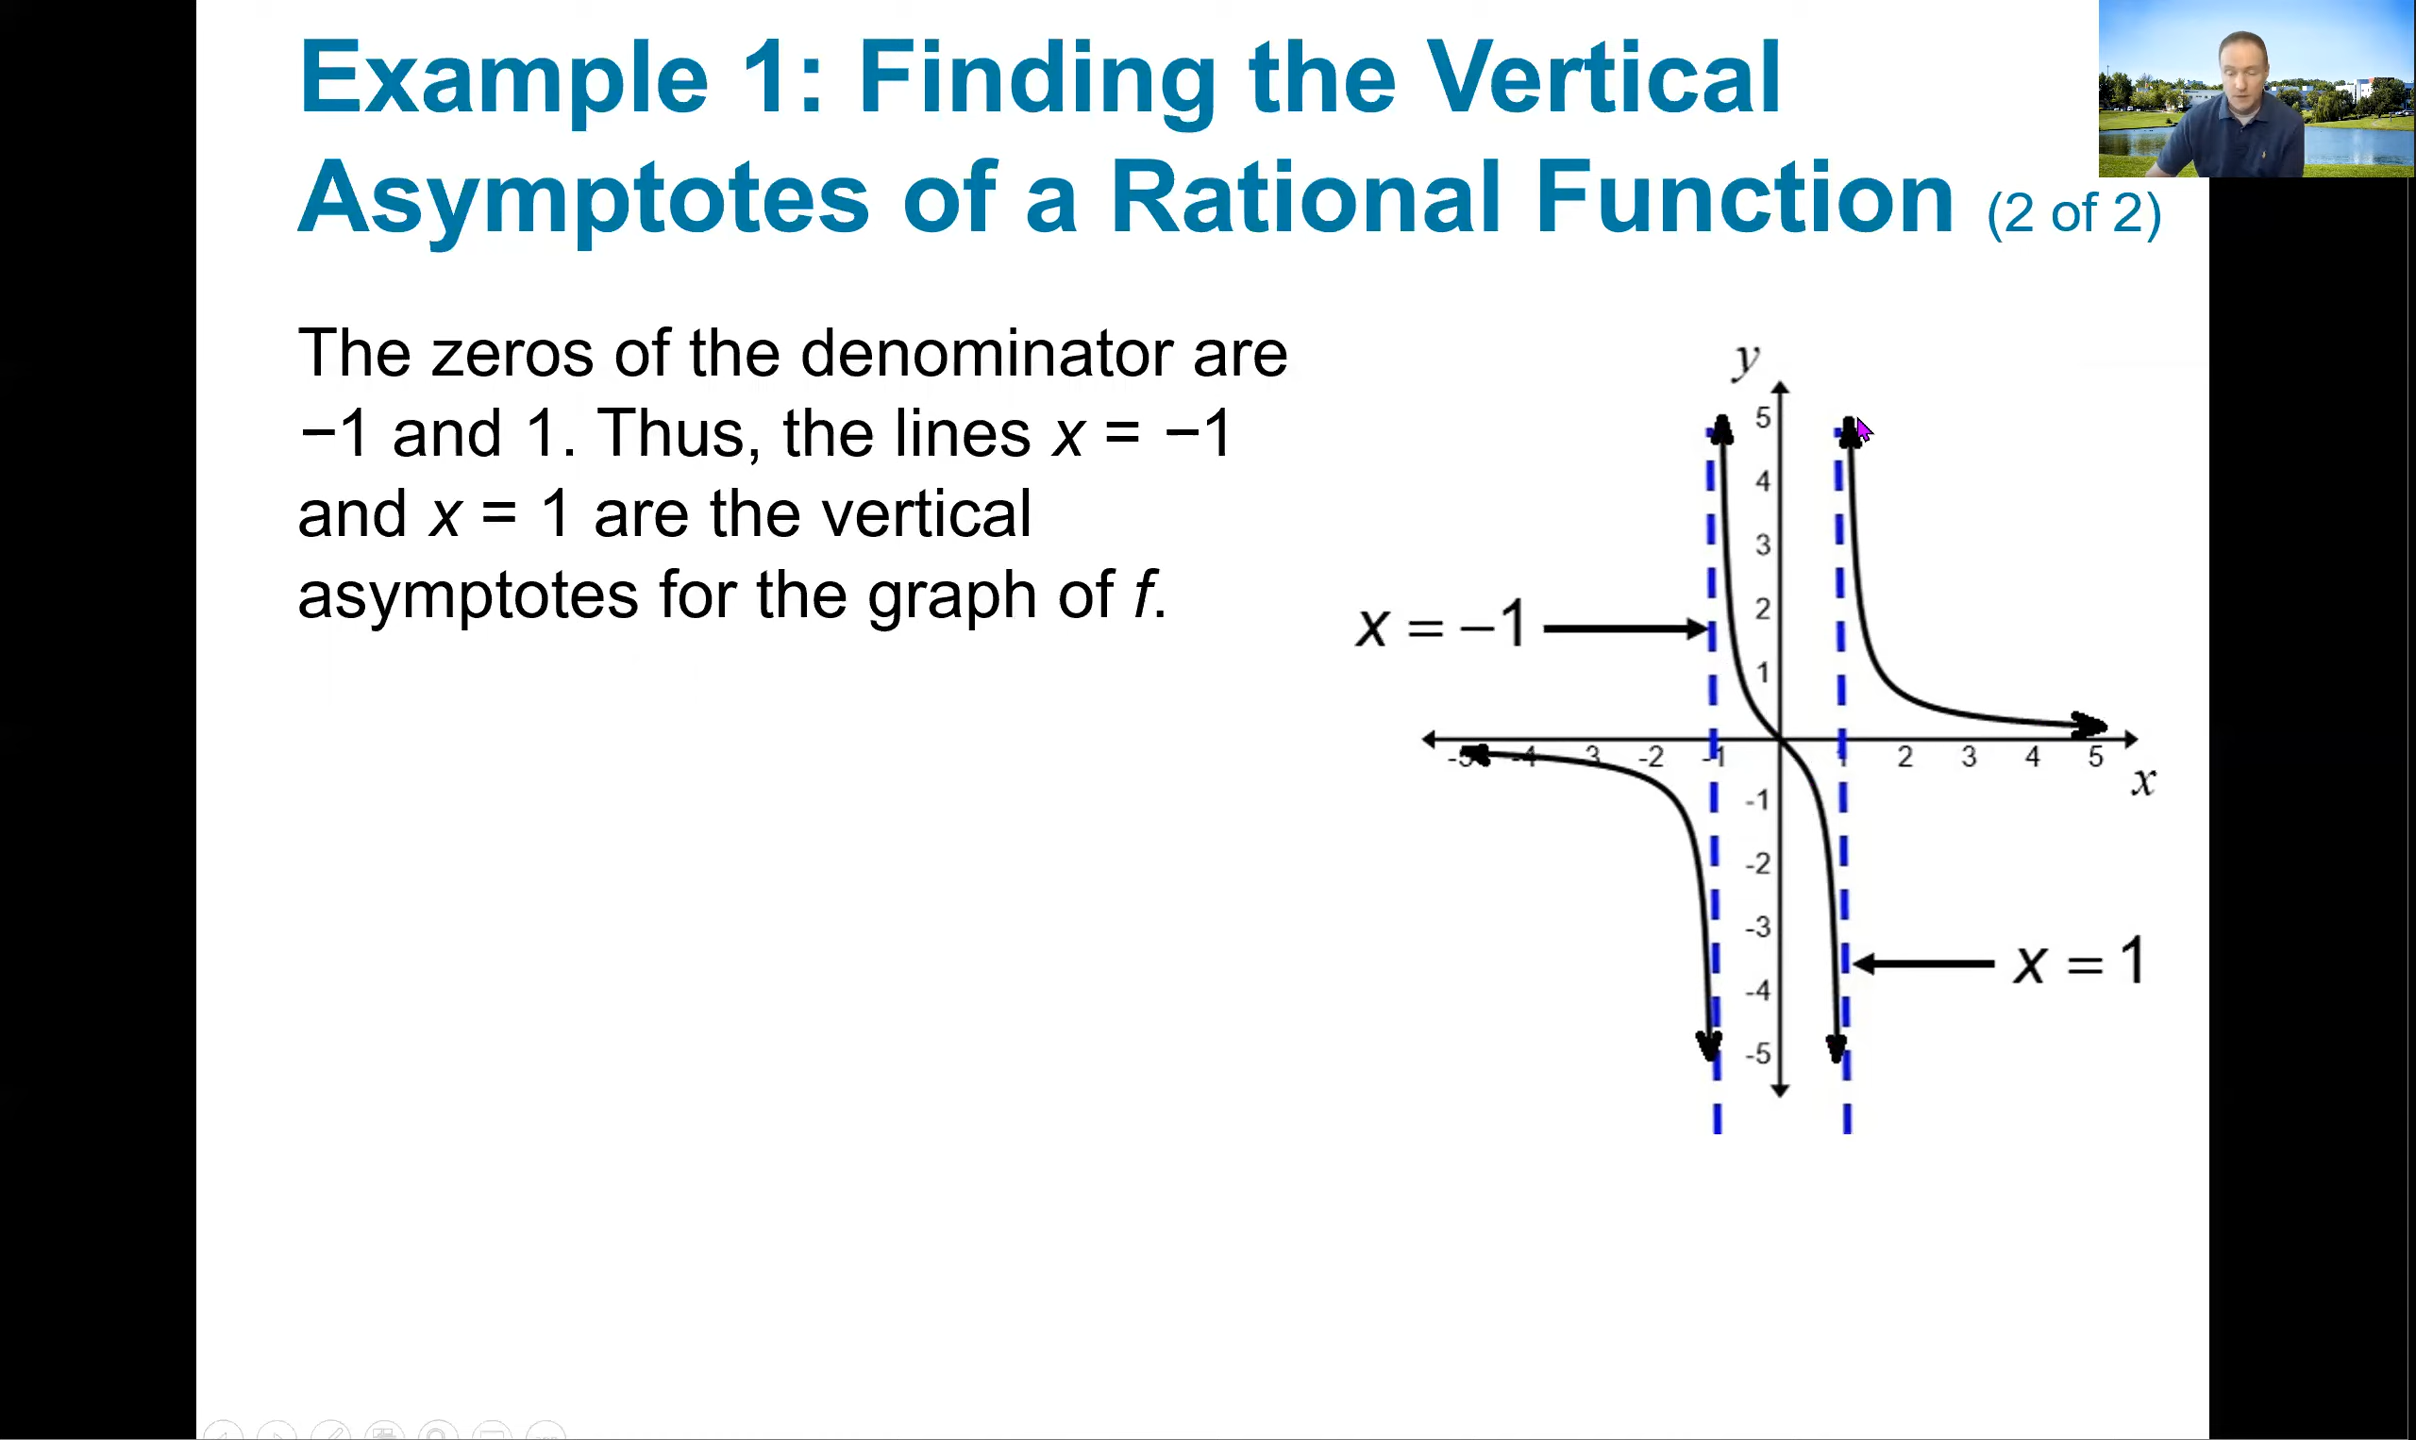 Example 1: Finding the Vertical
Asymptotes of a Rational Function (2 of 2)
The zeros of the denominator are
−1 and 1. Thus, the lines x = −1
and x = 1 are the vertical
asymptotes for the graph of f.
y
5
4
3
2
1
x = −1
-5 -4 -3 -2 -1 1 2 3 4 5
x
-1
-2
-3
-4
-5
x = 1